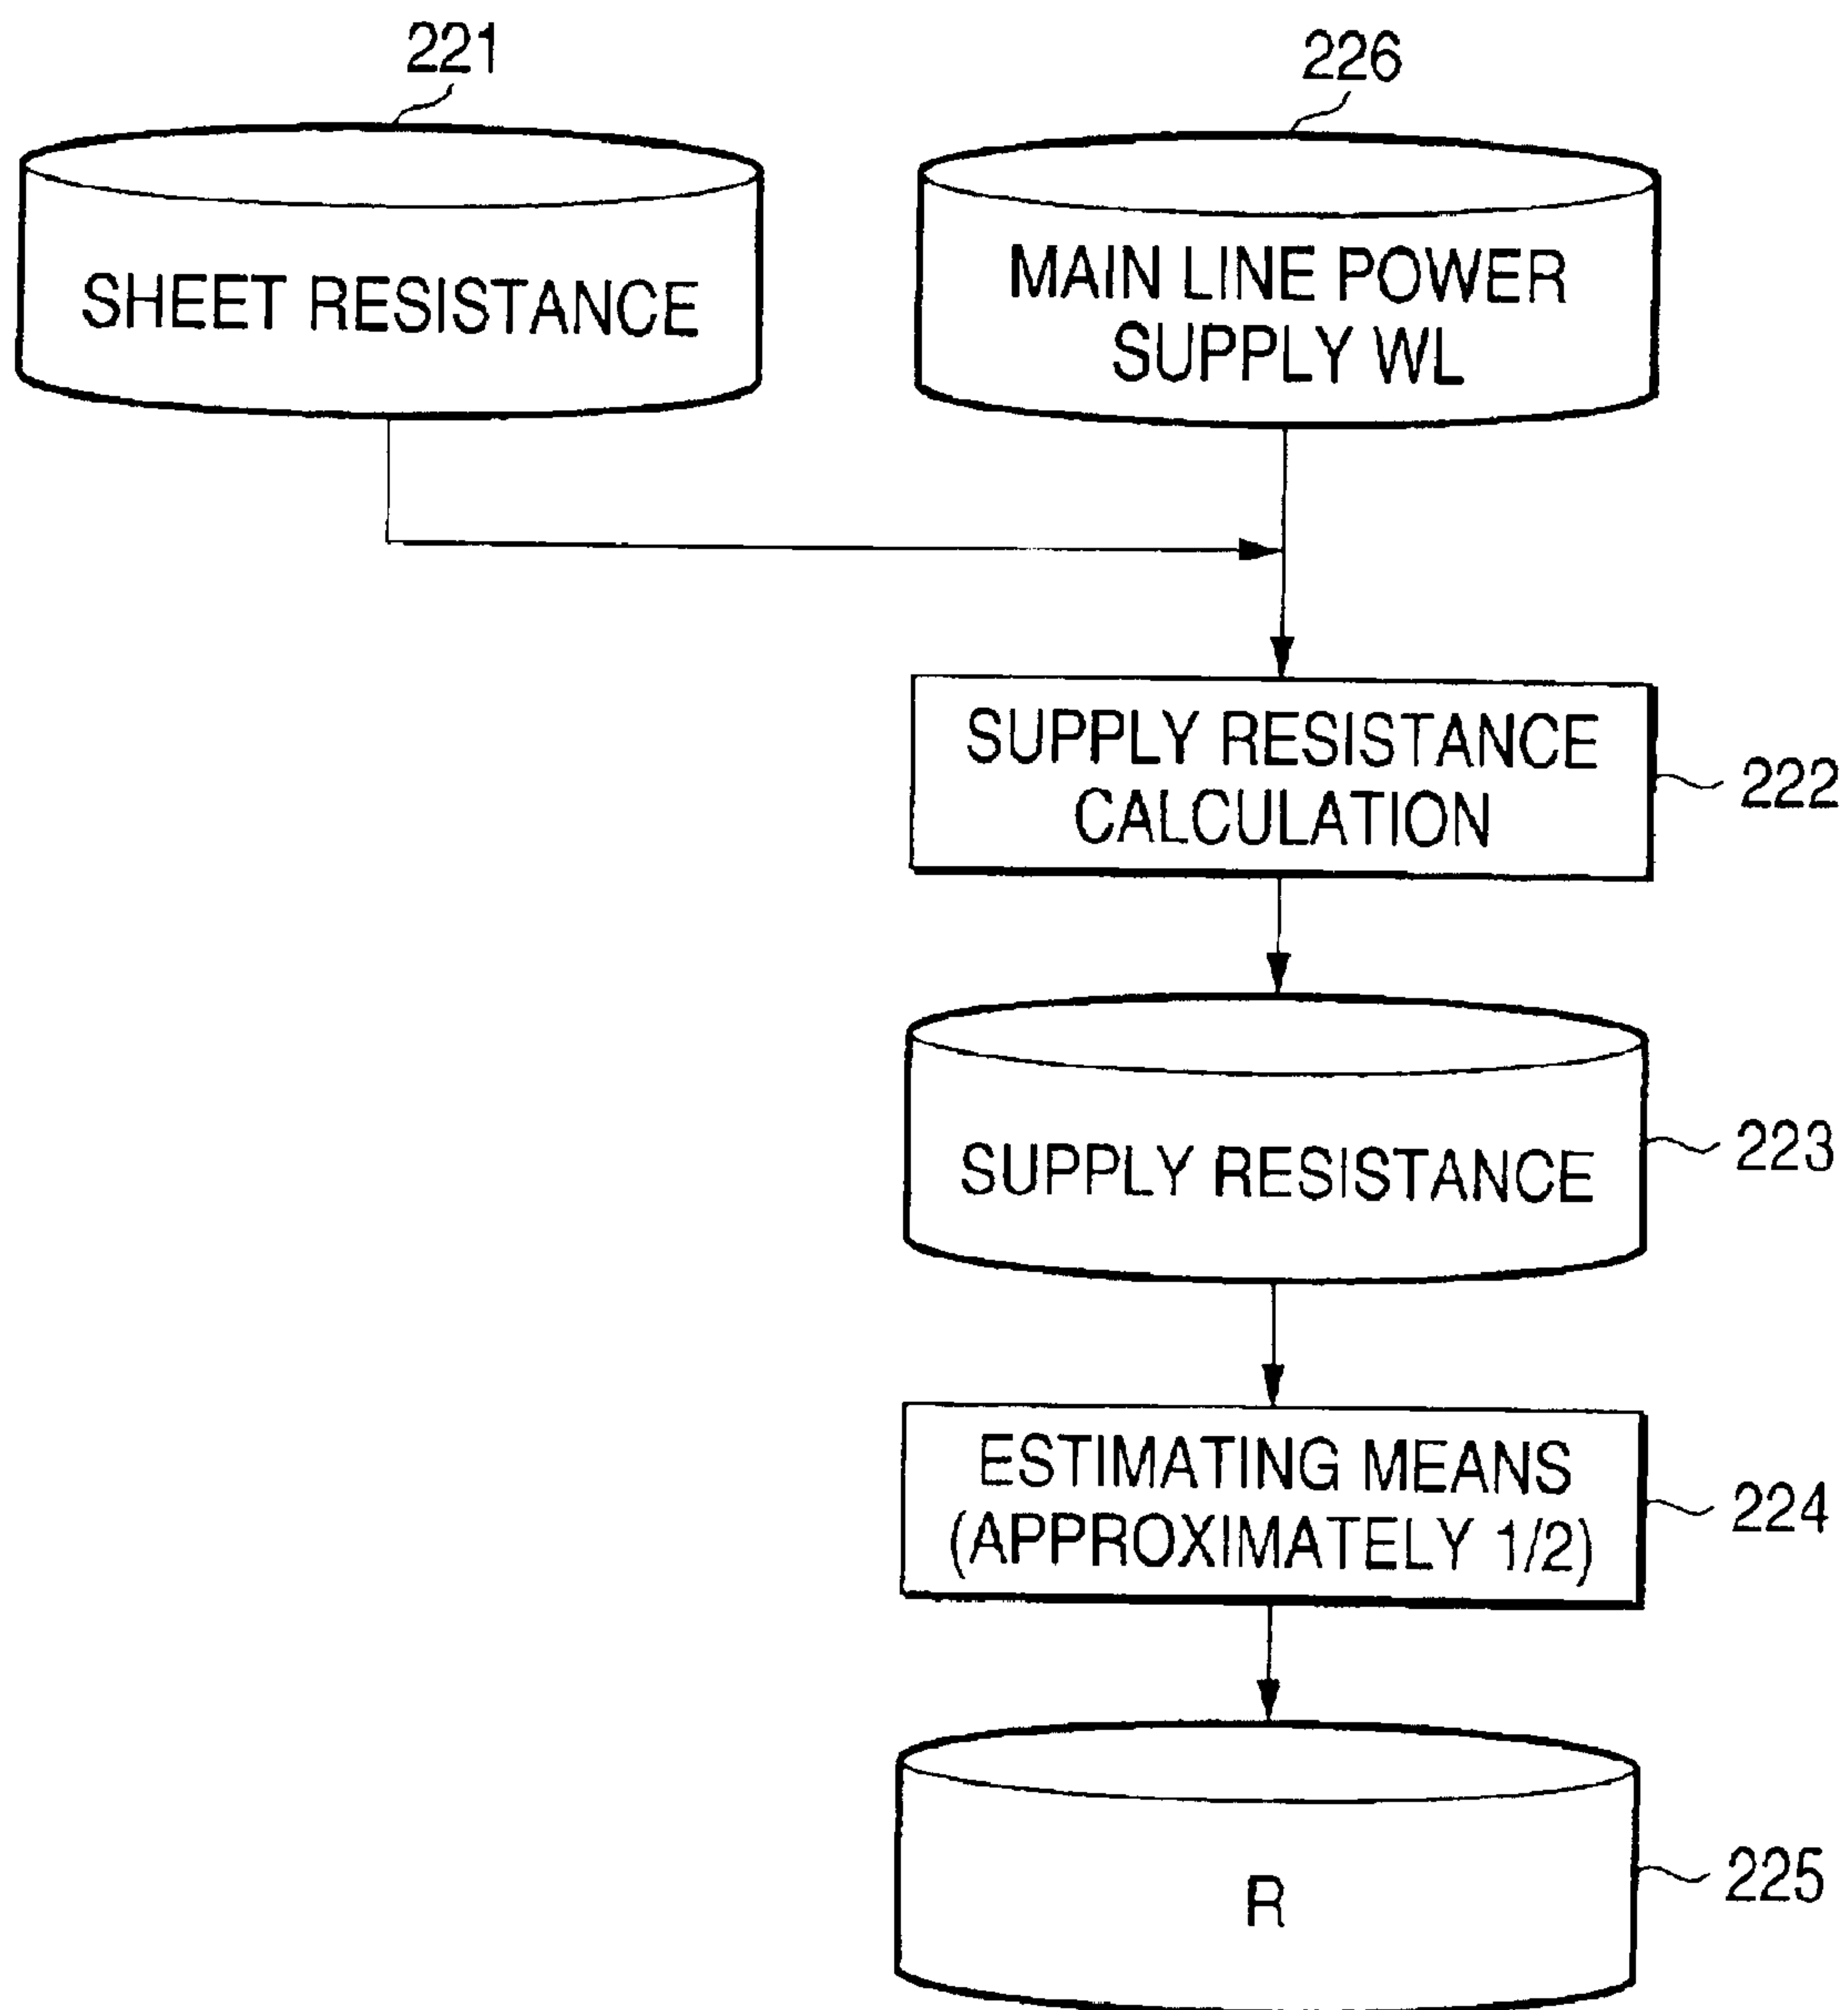 221
226
SHEET RESISTANCE
MAIN LINE POWER
SUPPLY WL
SUPPLY RESISTANCE
CALCULATION
222
SUPPLY RESISTANCE
223
ESTIMATING MEANS
(APPROXIMATELY 1/2)
224
R
225